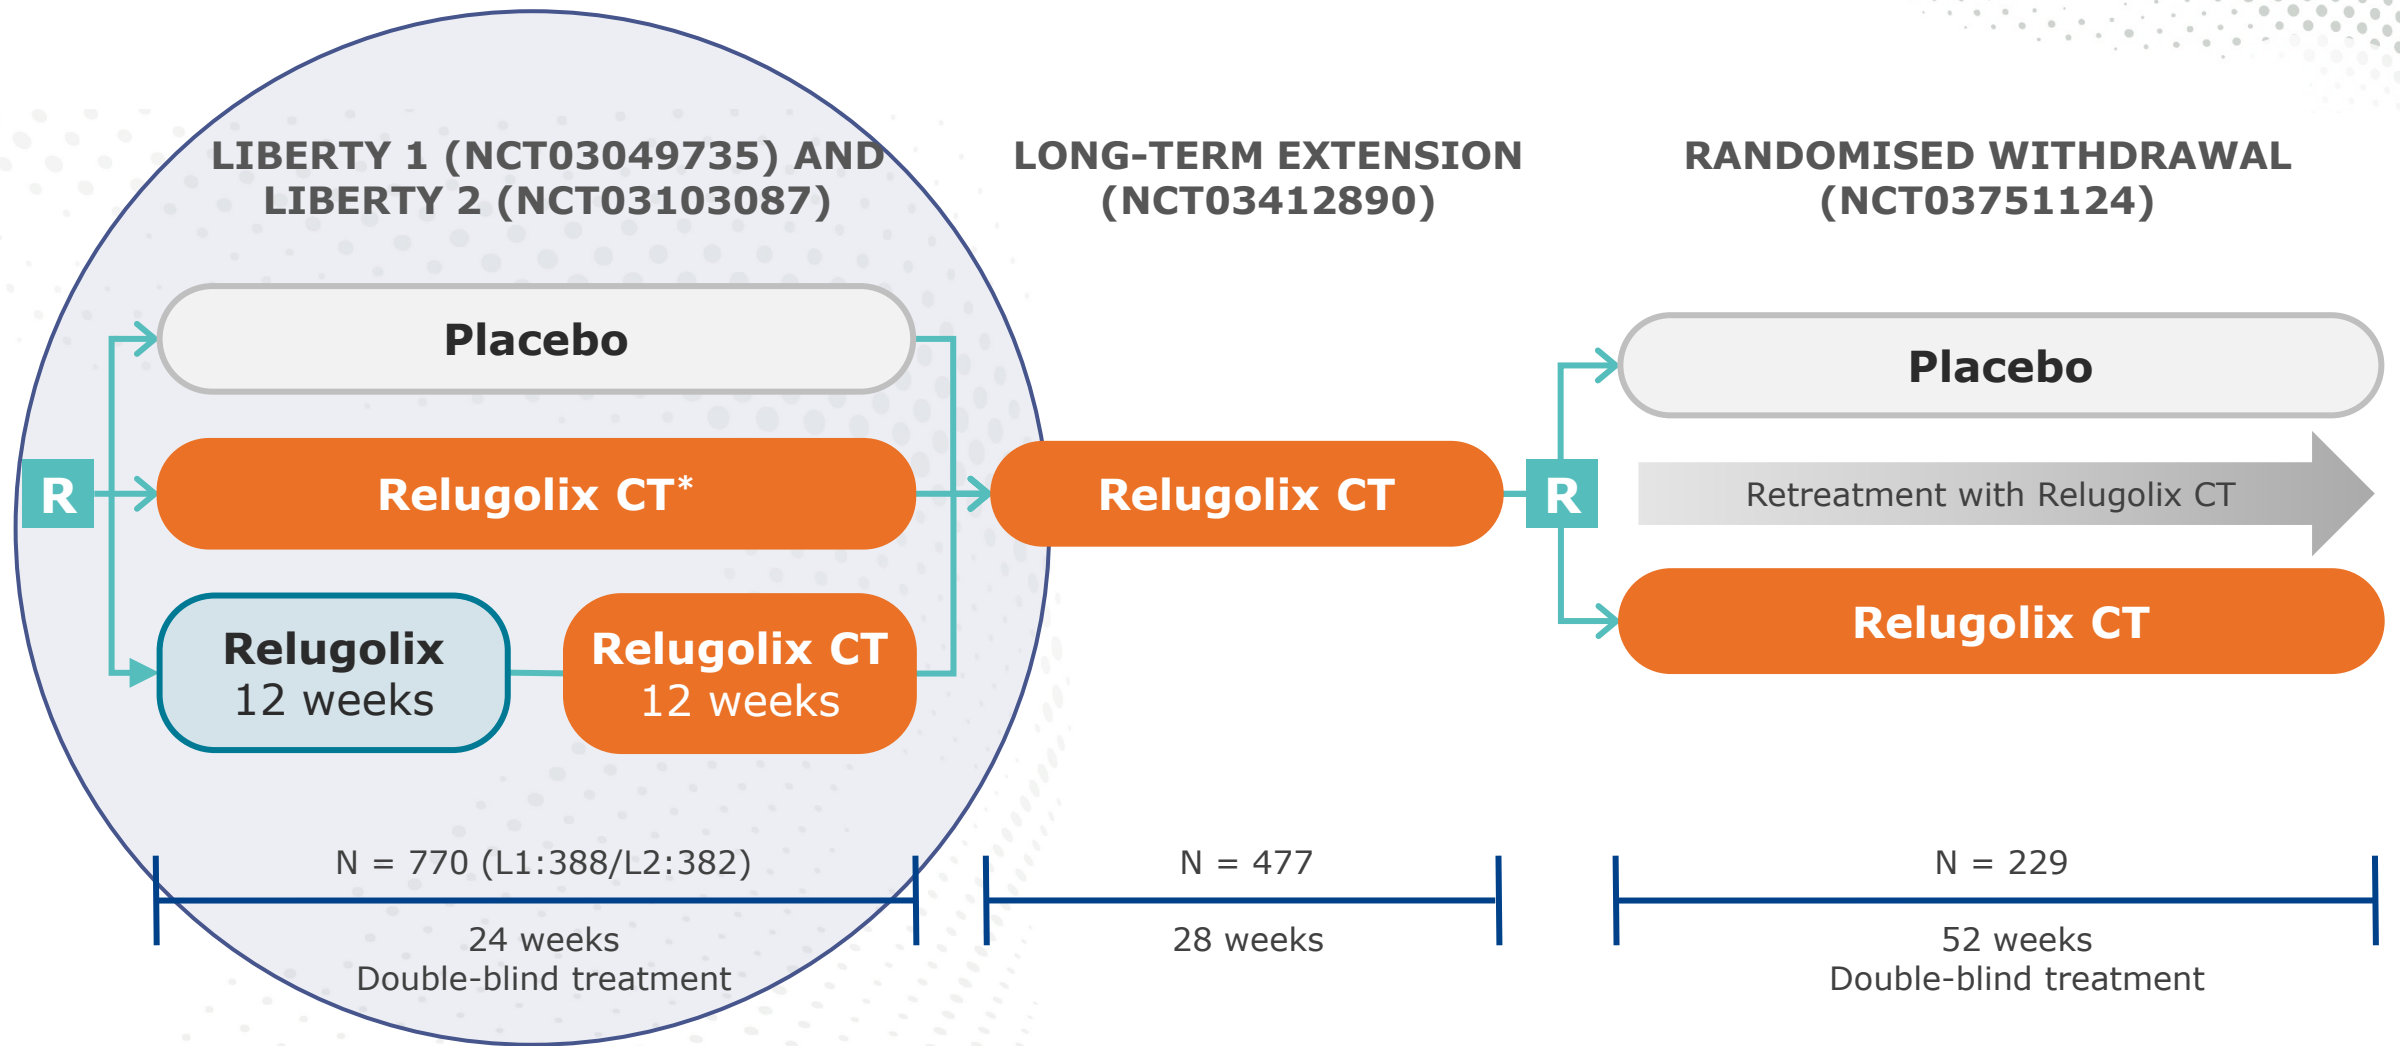 LIBERTY 1 (NCT03049735) AND
LIBERTY 2 (NCT03103087)
R
Placebo
Relugolix CT*
Relugolix
12 weeks
Relugolix CT
12 weeks
N = 770 (L1:388/L2:382)
24 weeks
Double-blind treatment
LONG-TERM EXTENSION
(NCT03412890)
Relugolix CT
N = 477
28 weeks
RANDOMISED WITHDRAWAL
(NCT03751124)
R
Placebo
Retreatment with Relugolix CT
Relugolix CT
N = 229
52 weeks
Double-blind treatment